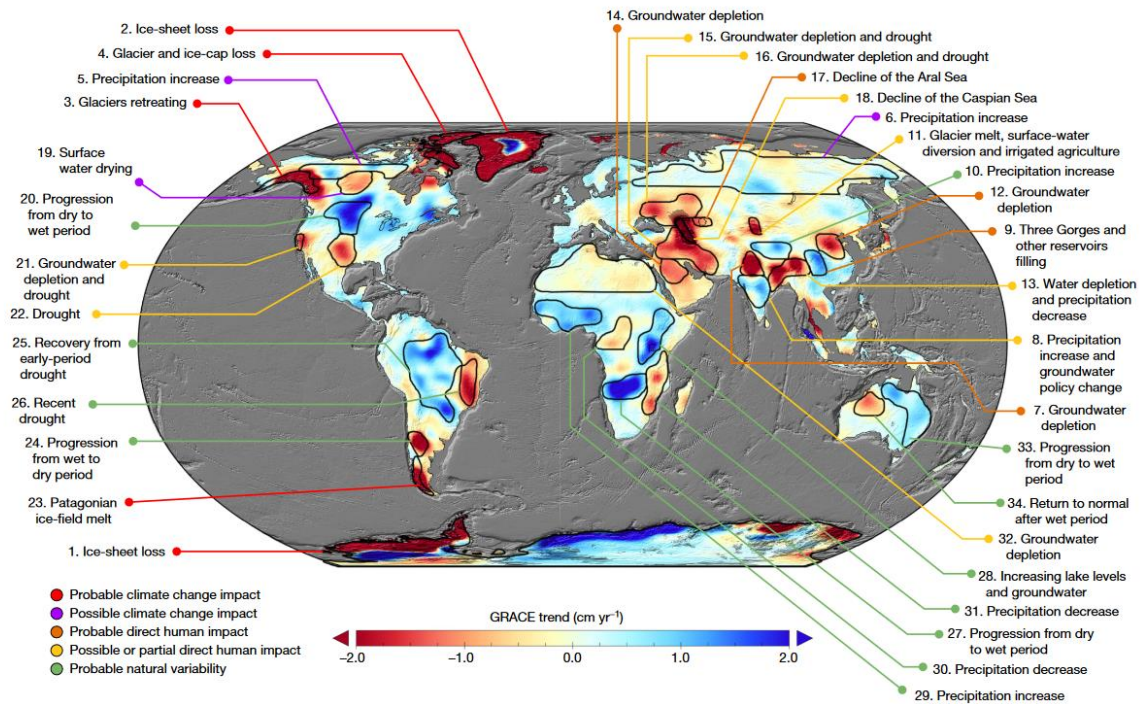 2. Ice-sheet loss
4. Glacier and ice-cap loss
5. Precipitation increase
3. Glaciers retreating
19. Surface
water drying
20. Progression
from dry to
wet period
21. Groundwater
depletion and
drought
22. Drought
25. Recovery from
early-period
drought
26. Recent
drought
24. Progression
from wet to
dry period
23. Patagonian
ice-field melt
1. Ice-sheet loss
14. Groundwater depletion
15. Groundwater depletion and drought
16. Groundwater depletion and drought
17. Decline of the Aral Sea
18. Decline of the Caspian Sea
6. Precipitation increase
11. Glacier melt, surface-water
diversion and irrigated agriculture
10. Precipitation increase
12. Groundwater
depletion
9. Three Gorges and
other reservoirs
filling
13. Water depletion
and precipitation
decrease
8. Precipitation
increase and
groundwater
policy change
7. Groundwater
depletion
33. Progression
from dry to wet
period
34. Return to normal
after wet period
32. Groundwater
depletion
28. Increasing lake levels
and groundwater
31. Precipitation decrease
27. Progression from dry
to wet period
30. Precipitation decrease
29. Precipitation increase
Probable climate change impact
Possible climate change impact
Probable direct human impact
Possible or partial direct human impact
Probable natural variability
GRACE trend (cm yr⁻¹)
−2.0 −1.0 0.0 1.0 2.0